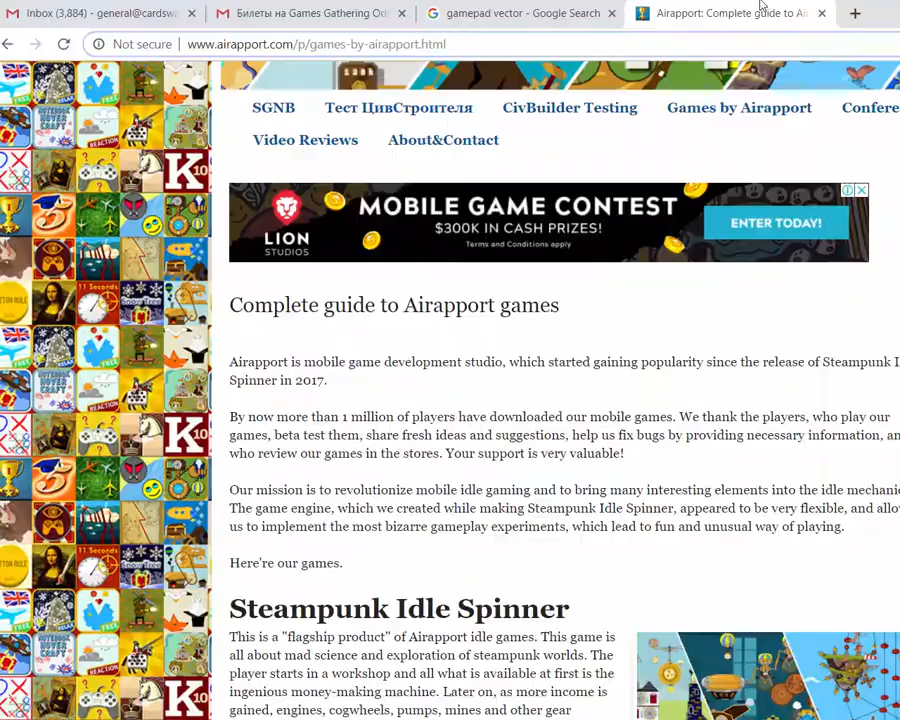 Inbox (3,884) - general@cardswa
Билеты на Games Gathering Ode
gamepad vector - Google Search
Airapport: Complete guide to Ai
Not secure
www.airapport.com/p/games-by-airapport.html
SGNB
Тест ЦивСтроителя
CivBuilder Testing
Games by Airapport
Confere
Video Reviews
About&Contact
LION
STUDIOS
MOBILE GAME CONTEST
$300K IN CASH PRIZES!
Terms and Conditions apply
ENTER TODAY!
Complete guide to Airapport games
Airapport is mobile game development studio, which started gaining popularity since the release of Steampunk I
Spinner in 2017.
By now more than 1 million of players have downloaded our mobile games. We thank the players, who play our
games, beta test them, share fresh ideas and suggestions, help us fix bugs by providing necessary information, an
who review our games in the stores. Your support is very valuable!
Our mission is to revolutionize mobile idle gaming and to bring many interesting elements into the idle mechani
The game engine, which we created while making Steampunk Idle Spinner, appeared to be very flexible, and allo
us to implement the most bizarre gameplay experiments, which lead to fun and unusual way of playing.
Here're our games.
Steampunk Idle Spinner
This is a "flagship product" of Airapport idle games. This game is
all about mad science and exploration of steampunk worlds. The
player starts in a workshop and all what is available at first is the
ingenious money-making machine. Later on, as more income is
gained, engines, cogwheels, pumps, mines and other gear